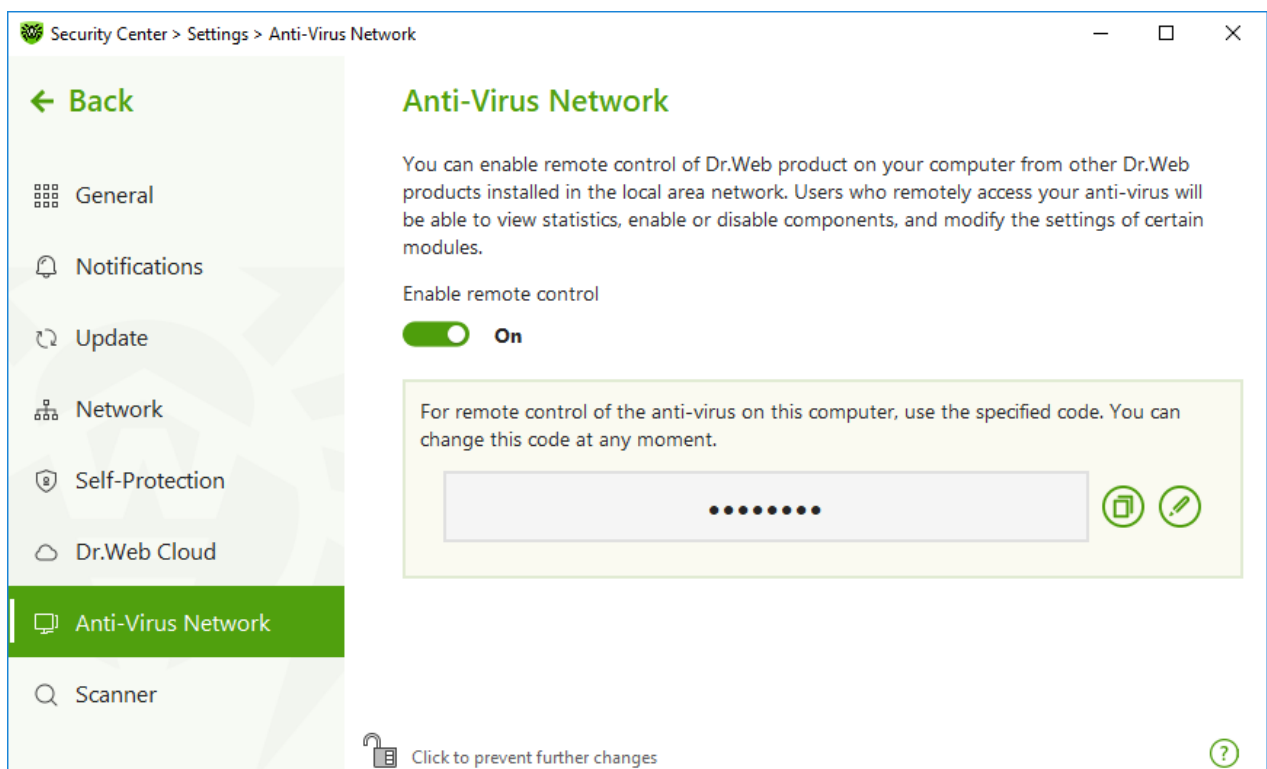 Security Center > Settings > Anti-Virus Network
Back
General
Notifications
Update
Network
Self-Protection
Dr.Web Cloud
Anti-Virus Network
Scanner
Anti-Virus Network
You can enable remote control of Dr.Web product on your computer from other Dr.Web
products installed in the local area network. Users who remotely access your anti-virus will
be able to view statistics, enable or disable components, and modify the settings of certain
modules.
Enable remote control
On
For remote control of the anti-virus on this computer, use the specified code. You can
change this code at any moment.
••••••••
Click to prevent further changes
?